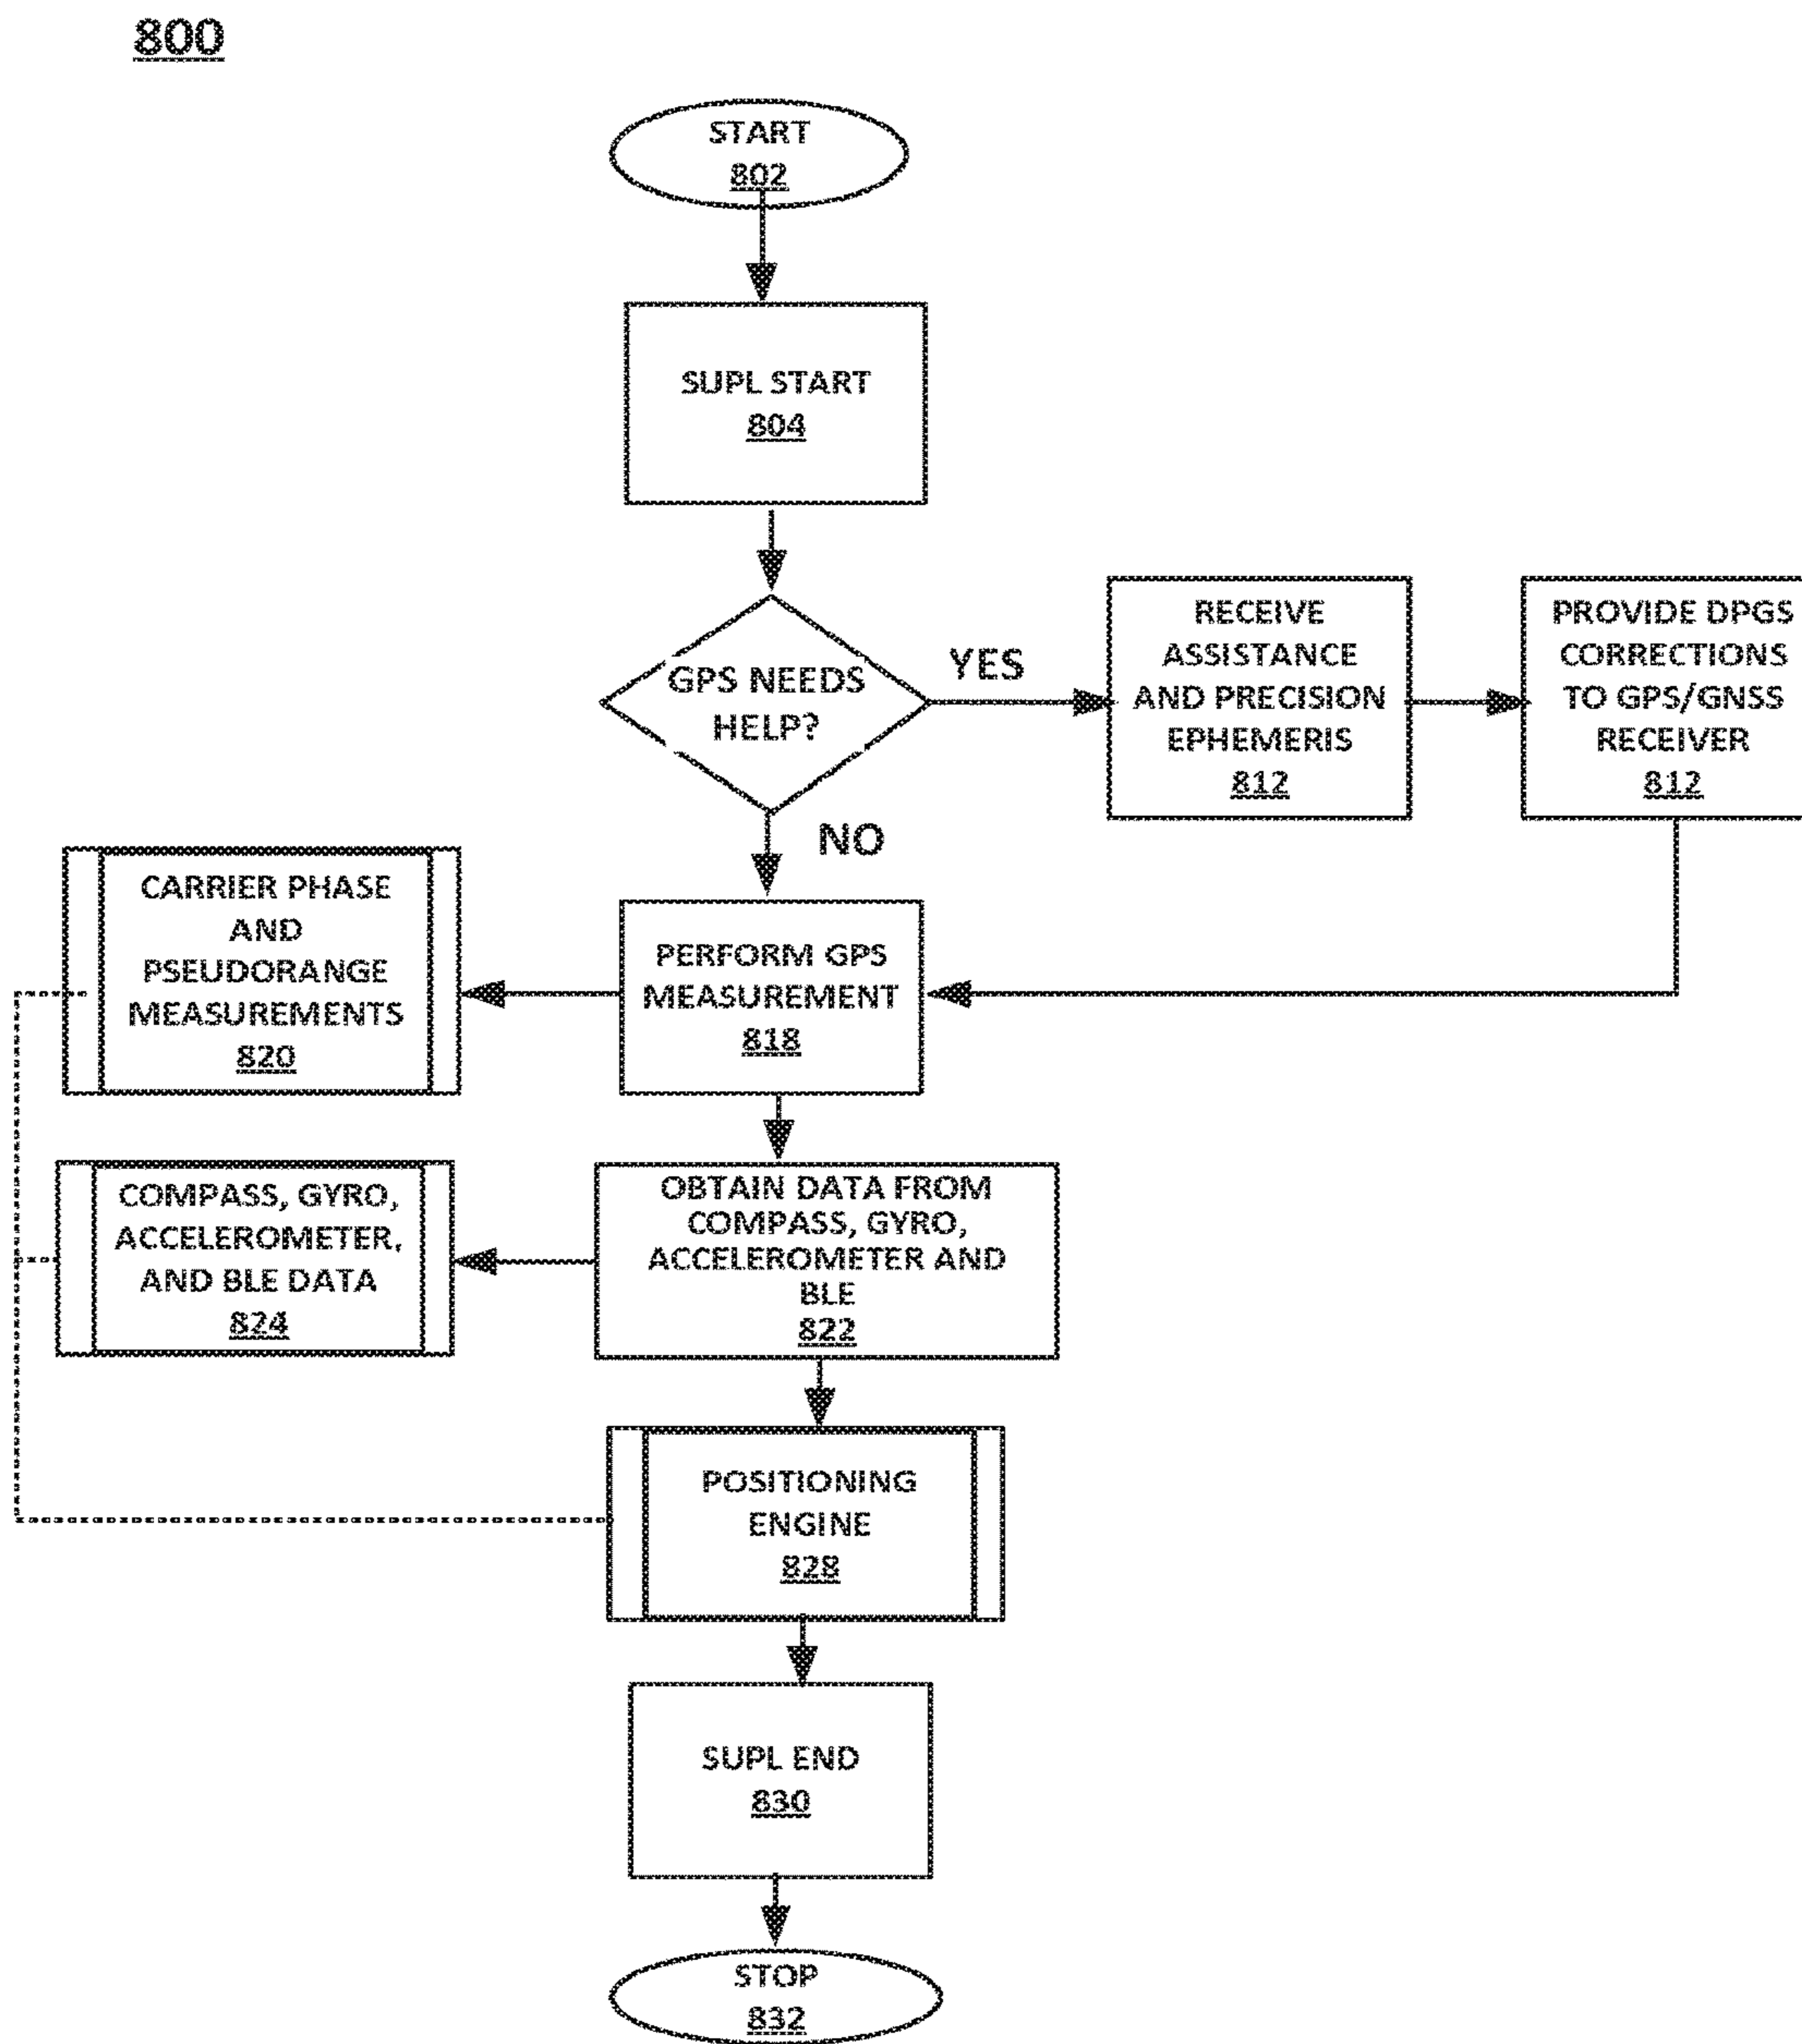 800
START
802
SUPL START
804
GPS NEEDS
HELP?
YES
RECEIVE
ASSISTANCE
AND PRECISION
EPHEMERIS
812
PROVIDE DPGS
CORRECTIONS
TO GPS/GNSS
RECEIVER
812
NO
CARRIER PHASE
AND
PSEUDORANGE
MEASUREMENTS
820
PERFORM GPS
MEASUREMENT
818
COMPASS, GYRO,
ACCELEROMETER,
AND BLE DATA
824
OBTAIN DATA FROM
COMPASS, GYRO,
ACCELEROMETER AND
BLE
822
POSITIONING
ENGINE
828
SUPL END
830
STOP
832